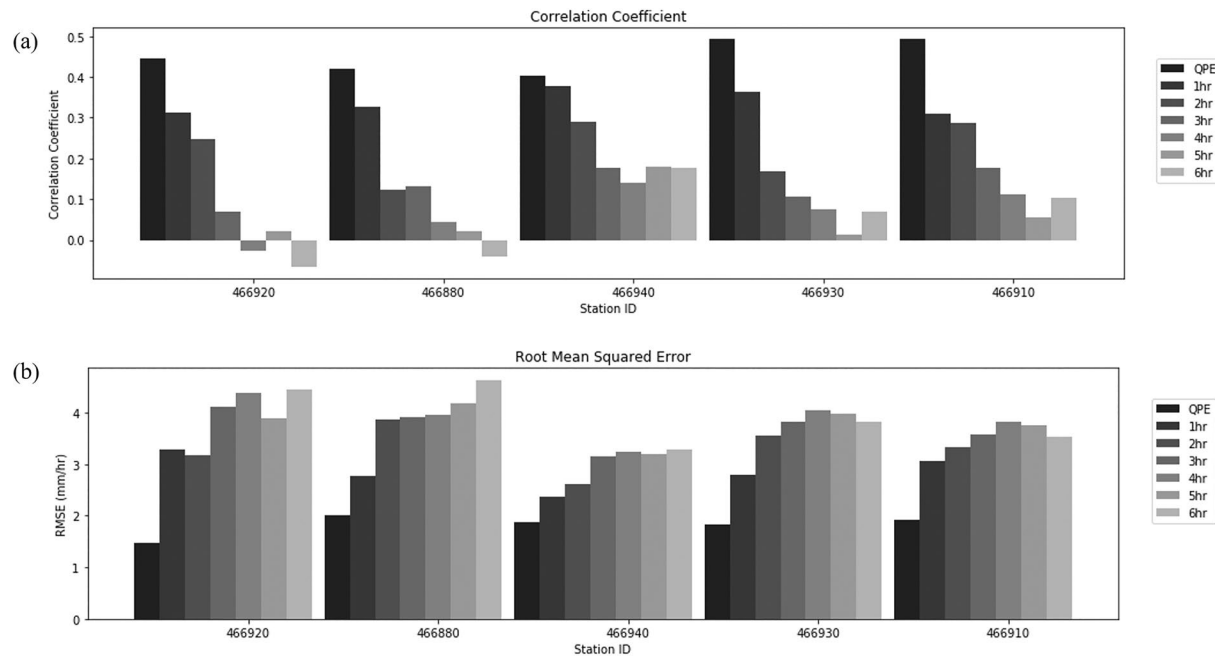 (a)
Correlation Coefficient
Correlation Coefficient
0.5
0.4
0.3
0.2
0.1
0.0
466920 466880 466940 466930 466910
Station ID
QPE
1hr
2hr
3hr
4hr
5hr
6hr
(b)
Root Mean Squared Error
RMSE (mm/hr)
4
3
2
1
0
466920 466880 466940 466930 466910
Station ID
QPE
1hr
2hr
3hr
4hr
5hr
6hr